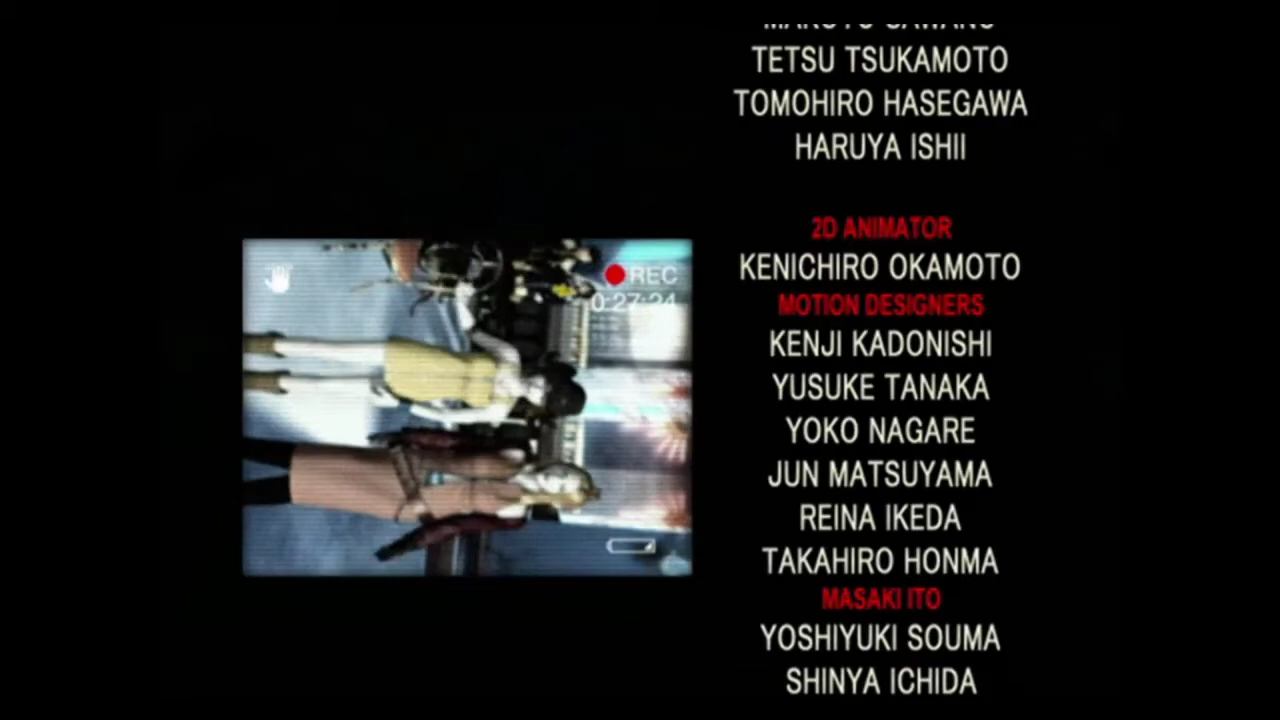 TETSU TSUKAMOTO
TOMOHIRO HASEGAWA
HARUYA ISHII
2D ANIMATOR
KENICHIRO OKAMOTO
MOTION DESIGNERS
KENJI KADONISHI
YUSUKE TANAKA
YOKO NAGARE
JUN MATSUYAMA
REINA IKEDA
TAKAHIRO HONMA
MASAKI ITO
YOSHIYUKI SOUMA
SHINYA ICHIDA
REC
0:27:24